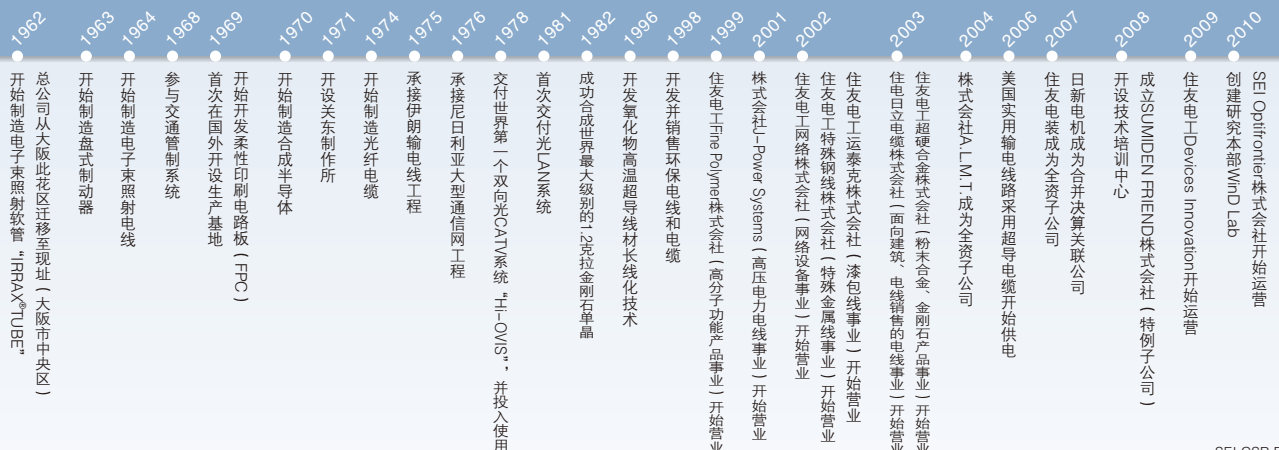 1962
总公司从大阪此花区迁移至现址（大阪市中央区）
开始制造电子束照射软管“IRRAX®TUBE”
1963
开始制造盘式制动器
1964
开始制造电子束照射电线
1968
参与交通管制系统
1969
开始开发柔性印刷电路板（FPC）
首次在国外开设生产基地
1970
开始制造合成半导体
1971
开设关东制作所
1974
开始制造光纤电缆
1975
承接伊朗输电线工程
1976
承接尼日利亚大型通信网工程
1978
交付世界第一个双向光CATV系统“Hi-OVIS”，并投入使用
1981
首次交付光LAN系统
1982
成功合成世界最大级别的1.2克拉金刚石单晶
1996
开发氧化物高温超导线材长线化技术
1998
开发并销售环保电线和电缆
1999
住友电工Fine Polymer株式会社（高分子功能产品事业）开始营业
2001
株式会社J-Power Systems（高压电力电线事业）开始营业
2002
住友电工运泰克株式会社（漆包线事业）开始营业
住友电工特殊钢线株式会社（特殊金属线事业）开始营业
住友电工网络株式会社（网络设备事业）开始营业
2003
住友电工超硬合金株式会社（粉末合金、金刚石产品事业）开始营业
住电日立电缆株式会社（面向建筑、电线销售的电线事业）开始营业
2004
株式会社A.L.M.T.成为全资子公司
2006
美国实用输电线路采用超导电缆开始供电
2007
日新电机成为合并决算关联公司
住友电装成为全资子公司
2008
成立SUMIDEN FRIEND株式会社（特例子公司）
开设技术培训中心
2009
住友电工Devices Innovation开始运营
2010
SEI Optifrontier株式会社开始运营
创建研究本部WinD Lab